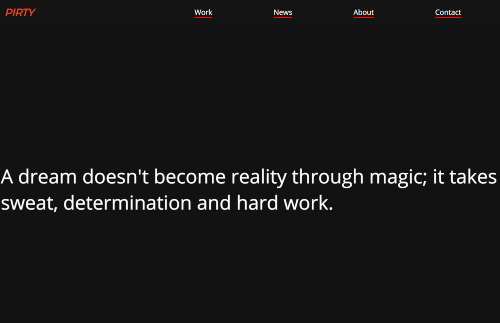 PIRTY
Work
News
About
Contact
A dream doesn't become reality through magic; it takes
sweat, determination and hard work.